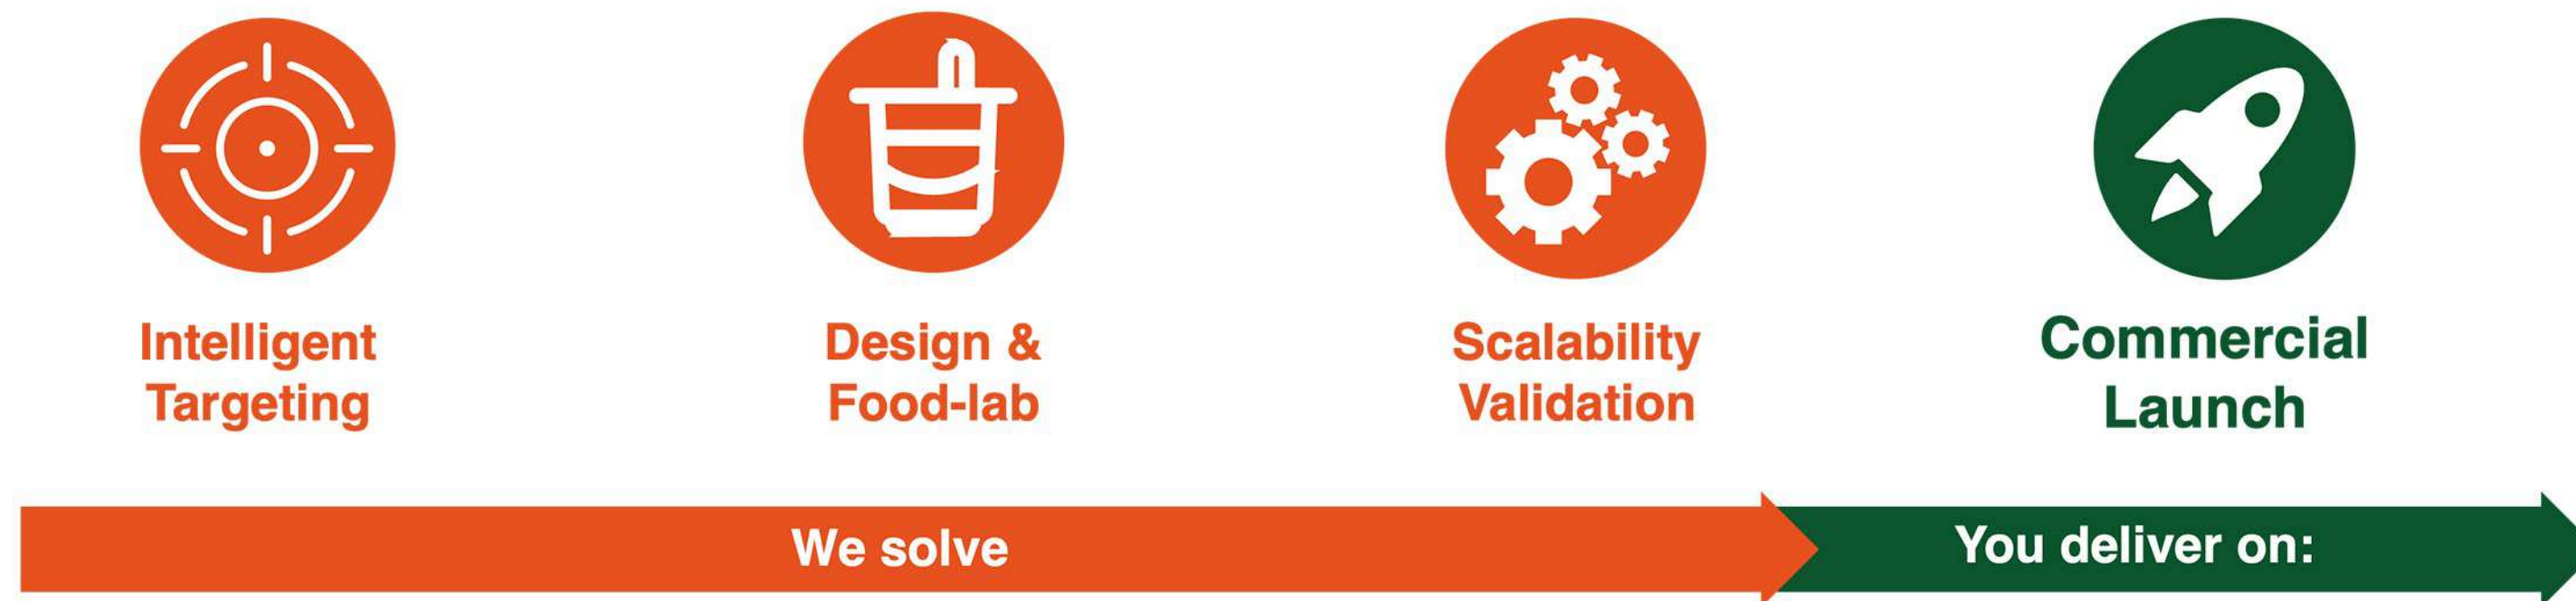 Intelligent
Targeting
Design &
Food-lab
Scalability
Validation
Commercial
Launch
We solve
You deliver on: